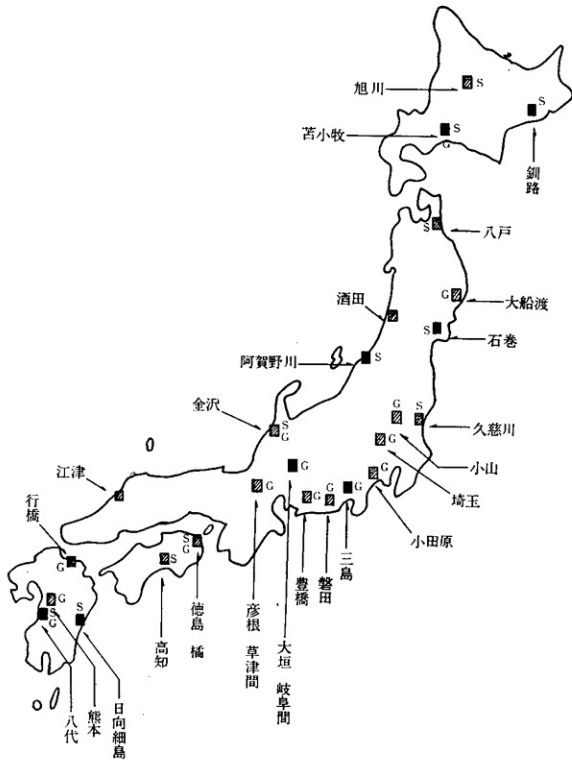 旭川
S
S
苫小牧
S
G
釧路
S
八戸
G
大船渡
酒田
S
石巻
阿賀野川
S
金沢
S
G
G
S
久慈川
G
小山
江津
G
G
埼玉
G
G
G
G
小田原
行橋
G
S
G
S
三島
磐田
豊橋
大垣 岐阜間
彦根 草津間
徳島 橘
高知
G
S
G
S
日向細島
熊本
八代